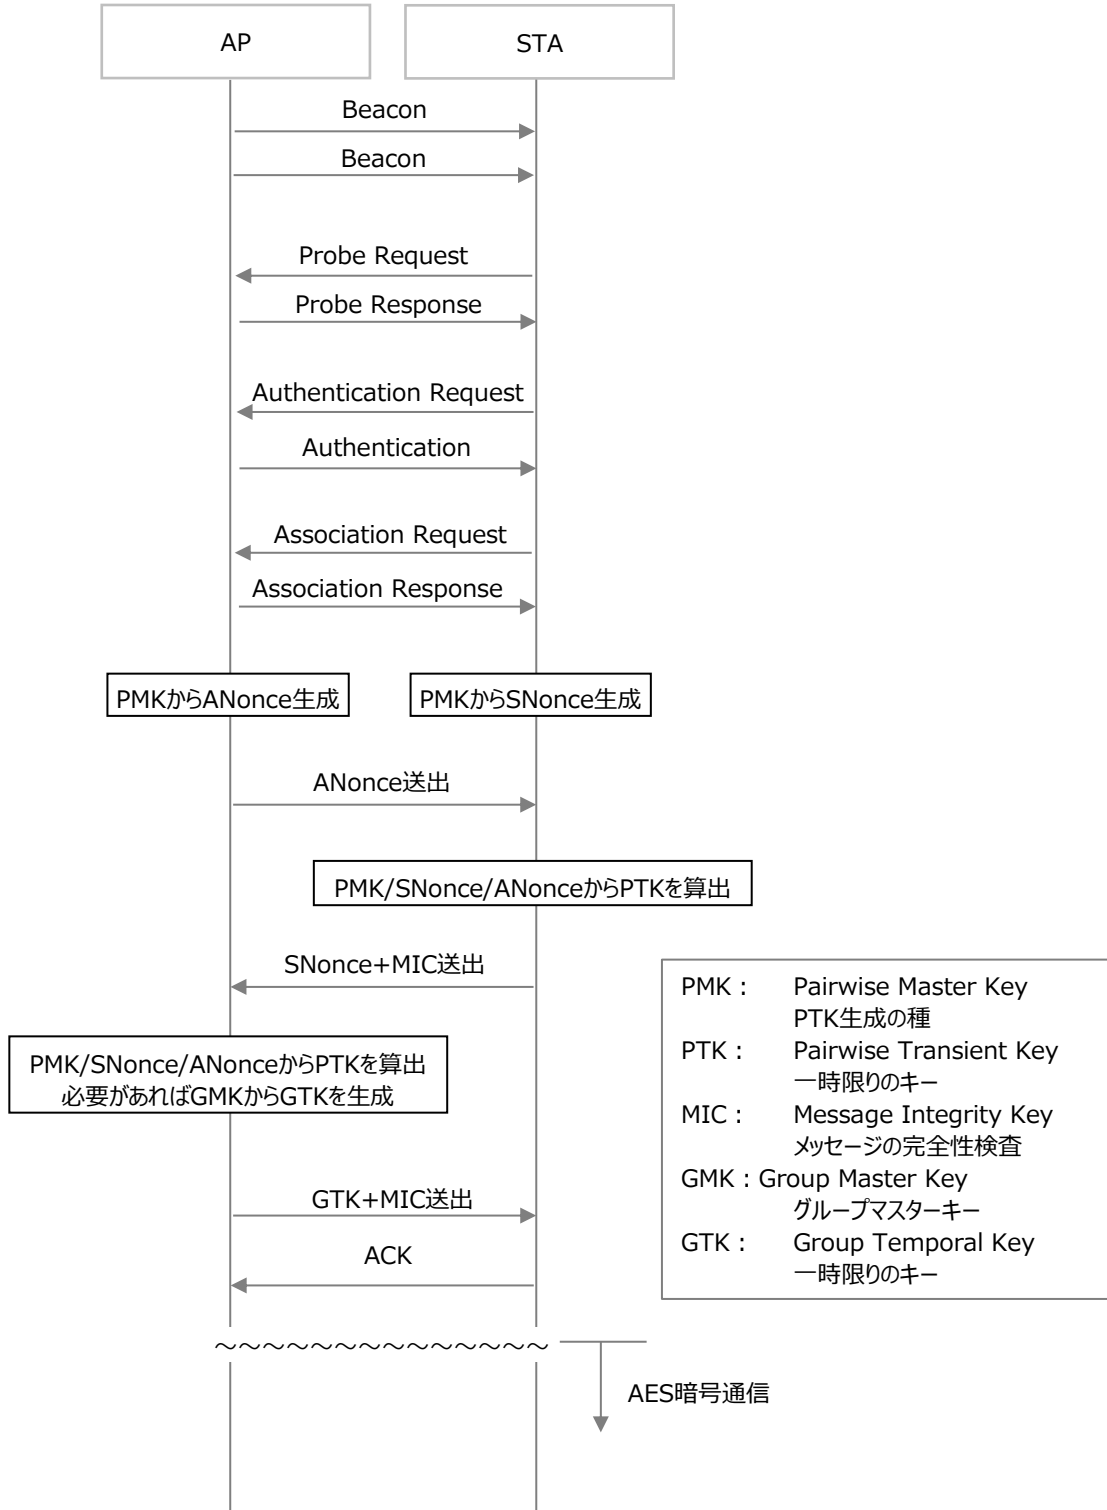 AP
STA
Beacon
Beacon
Probe Request
Probe Response
Authentication Request
Authentication
Association Request
Association Response
PMKからANonce生成
PMKからSNonce生成
ANonce送出
PMK/SNonce/ANonceからPTKを算出
SNonce+MIC送出
PMK/SNonce/ANonceからPTKを算出
必要があればGMKからGTKを生成
GTK+MIC送出
ACK
PMK : Pairwise Master Key
PTK生成の種
PTK : Pairwise Transient Key
一時限りのキー
MIC : Message Integrity Key
メッセージの完全性検査
GMK : Group Master Key
グループマスターキー
GTK : Group Temporal Key
一時限りのキー
～～～～～～～～～～～～～～
AES暗号通信